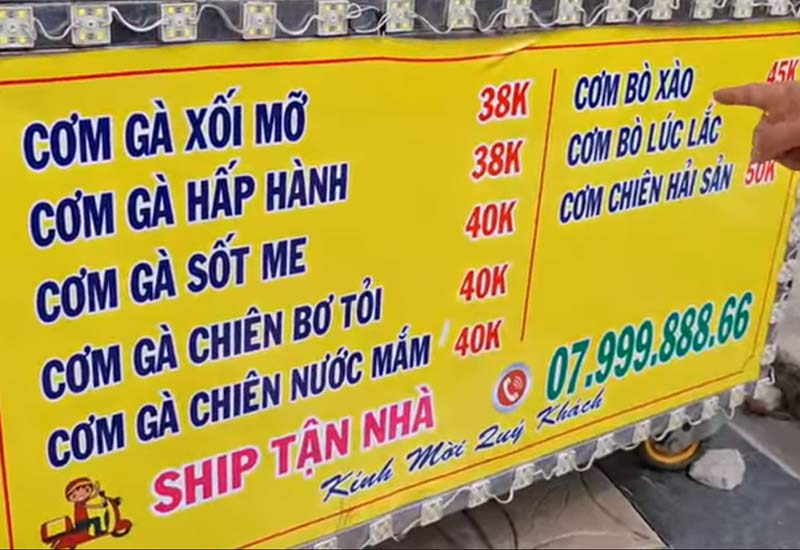 CƠM GÀ XỐI MỠ 38K
CƠM GÀ HẤP HÀNH 38K
CƠM GÀ SỐT ME 40K
CƠM GÀ CHIÊN BƠ TỎI 40K
CƠM GÀ CHIÊN NƯỚC MẮM 40K
CƠM BÒ XÀO 45K
CƠM BÒ LÚC LẮC
CƠM CHIÊN HẢI SẢN 50K
07.999.888.66
SHIP TẬN NHÀ
Kính Mời Quý Khách